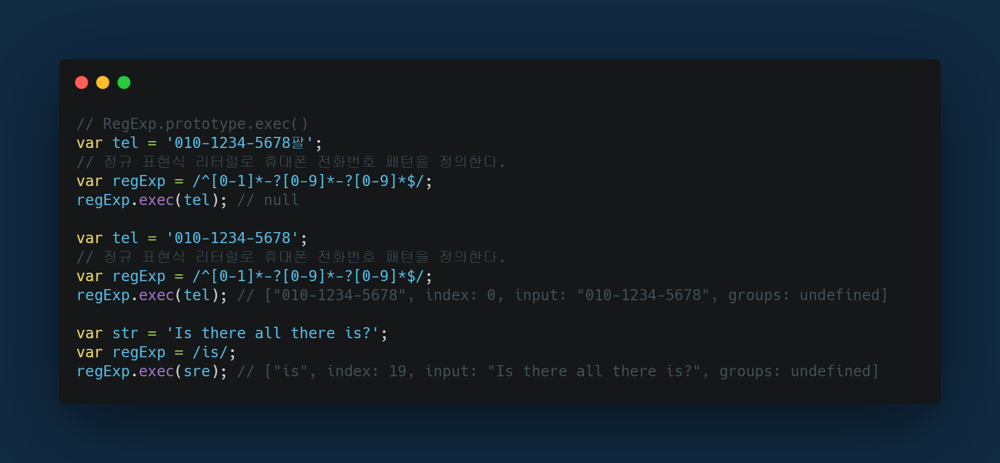 // RegExp.prototype.exec()
var tel = '010-1234-5678팔';
// 정규 표현식 리터럴로 휴대폰 전화번호 패턴을 정의한다.
var regExp = /^[0-1]*-?[0-9]*-?[0-9]*$/;
regExp.exec(tel); // null
var tel = '010-1234-5678';
// 정규 표현식 리터럴로 휴대폰 전화번호 패턴을 정의한다.
var regExp = /^[0-1]*-?[0-9]*-?[0-9]*$/;
regExp.exec(tel); // ["010-1234-5678", index: 0, input: "010-1234-5678", groups: undefined]
var str = 'Is there all there is?';
var regExp = /is/;
regExp.exec(sre); // ["is", index: 19, input: "Is there all there is?", groups: undefined]